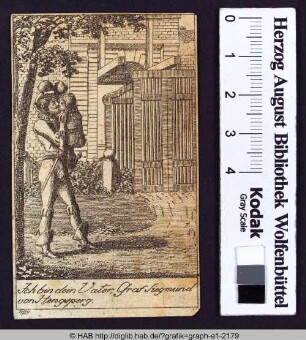 Ich bin dein Vater, Graf Siegmund
von
0
1
2
3
4
Kodak
Gray Scale
Herzog August Bibliothek Wolfenbüttel
© HAB http://diglib.hab.de/?grafik=graph-e1-2179